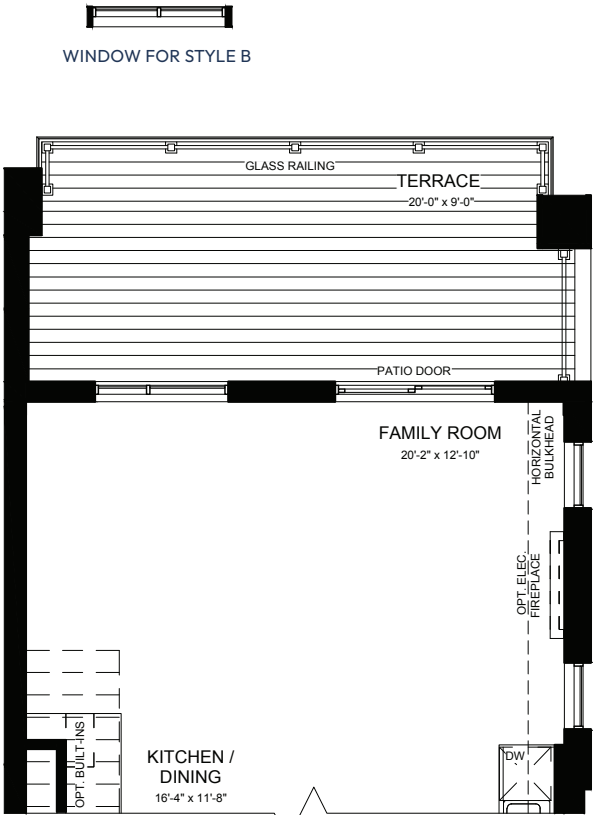 WINDOW FOR STYLE B
GLASS RAILING
TERRACE
20'-0" x 9'-0"
PATIO DOOR
FAMILY ROOM
20'-2" x 12'-10"
HORIZONTAL
BULKHEAD
OPT. ELEC.
FIREPLACE
OPT. BUILT-INS
KITCHEN /
DINING
16'-4" x 11'-8"
DW